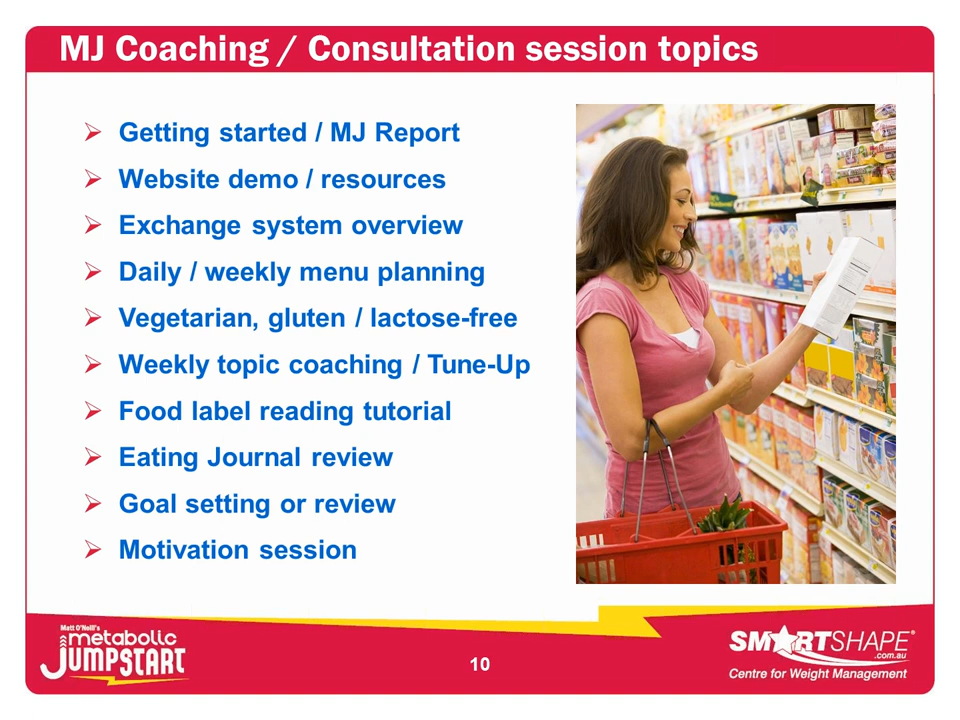 MJ Coaching / Consultation session topics
Getting started / MJ Report
Website demo / resources
Exchange system overview
Daily / weekly menu planning
Vegetarian, gluten / lactose-free
Weekly topic coaching / Tune-Up
Food label reading tutorial
Eating Journal review
Goal setting or review
Motivation session
Matt O'Neill's
metabolic
JUMPSTART
10
SMARTSHAPE®
.com.au
Centre for Weight Management